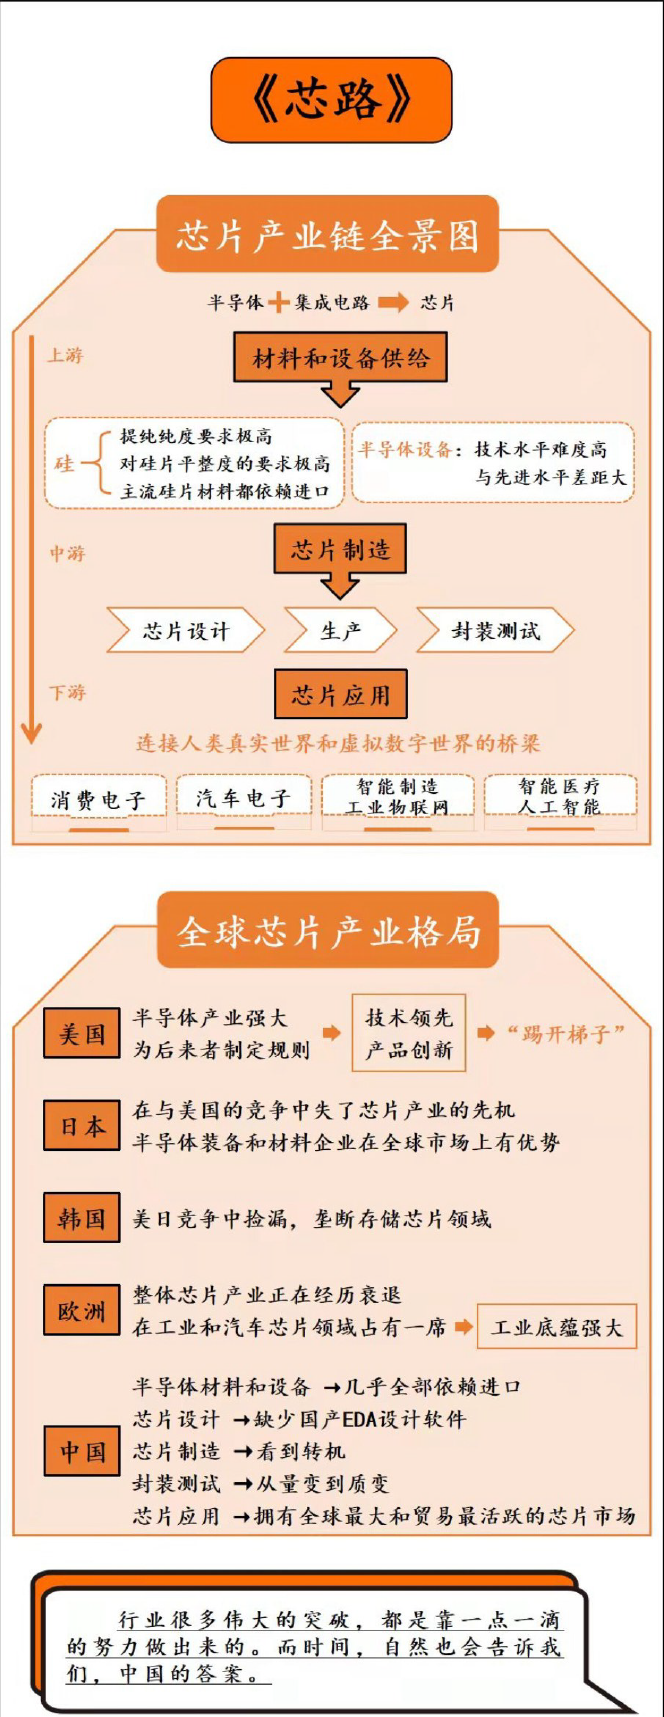 《芯路》
芯片产业链全景图
半导体＋集成电路➡芯片
上游
材料和设备供给
硅
提纯纯度要求极高
对硅片平整度的要求极高
主流硅片材料都依赖进口
半导体设备：技术水平难度高
与先进水平差距大
中游
芯片制造
芯片设计
生产
封装测试
下游
芯片应用
连接人类真实世界和虚拟数字世界的桥梁
消费电子
汽车电子
智能制造
工业物联网
智能医疗
人工智能
全球芯片产业格局
美国
半导体产业强大
为后来者制定规则
技术领先
产品创新
“踢开梯子”
日本
在与美国的竞争中失了芯片产业的先机
半导体装备和材料企业在全球市场上有优势
韩国
美日竞争中捡漏，垄断存储芯片领域
欧洲
整体芯片产业正在经历衰退
在工业和汽车芯片领域占有一席
工业底蕴强大
中国
半导体材料和设备→几乎全部依赖进口
芯片设计→缺少国产EDA设计软件
芯片制造→看到转机
封装测试→从量变到质变
芯片应用→拥有全球最大和贸易最活跃的芯片市场
行业很多伟大的突破，都是靠一点一滴
的努力做出来的。而时间，自然也会告诉我
们，中国的答案。